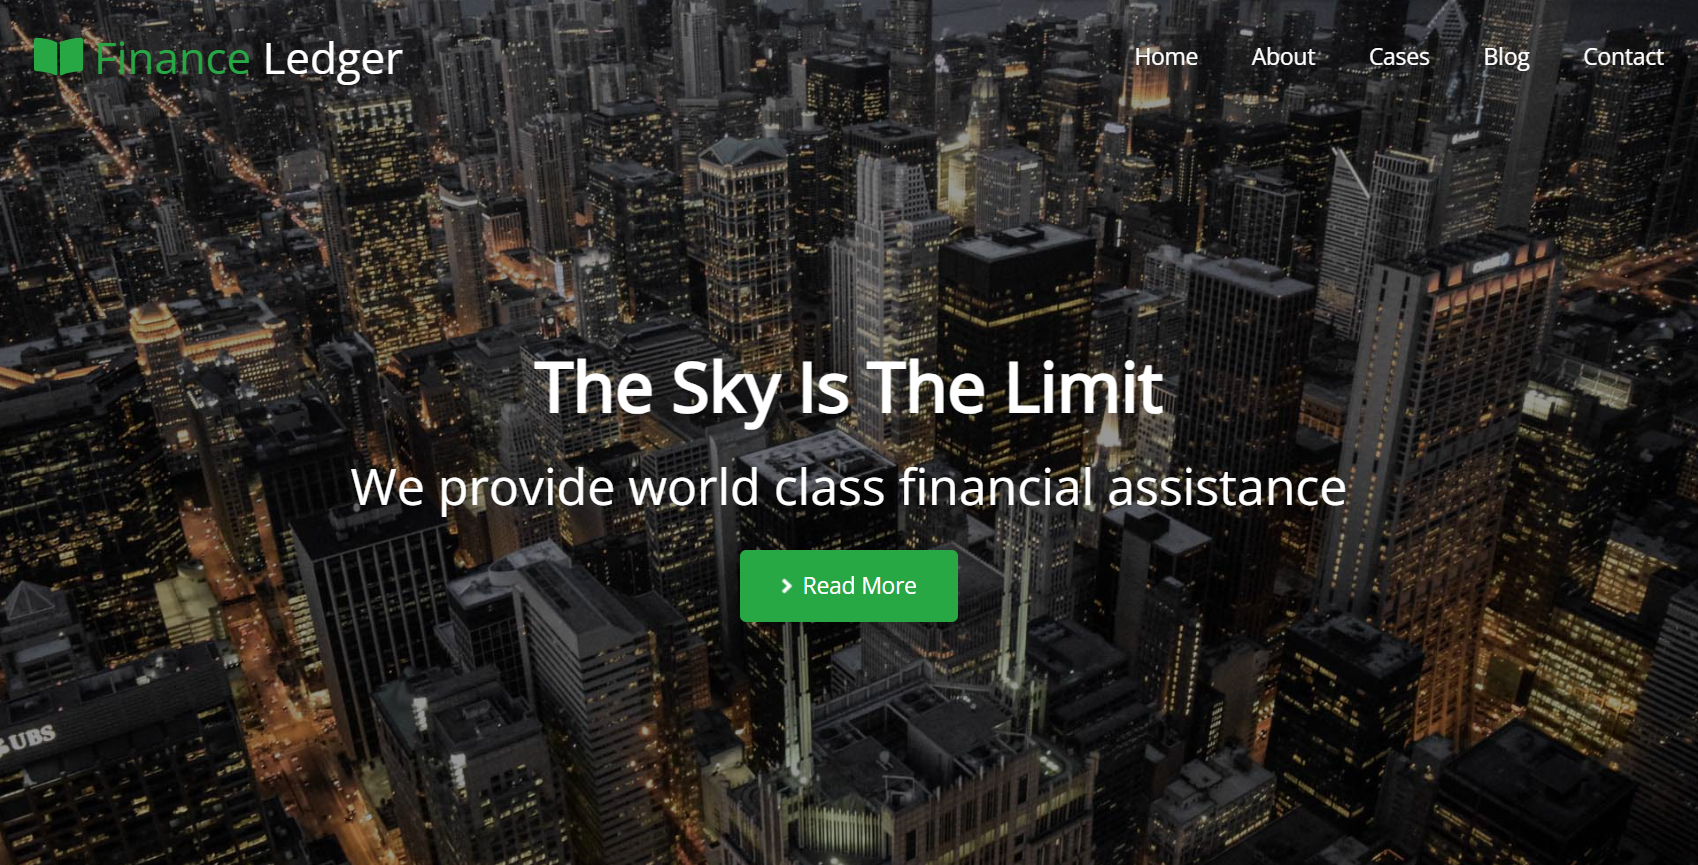 Finance Ledger
Home About Cases Blog Contact
The Sky Is The Limit
We provide world class financial assistance
Read More
UBS